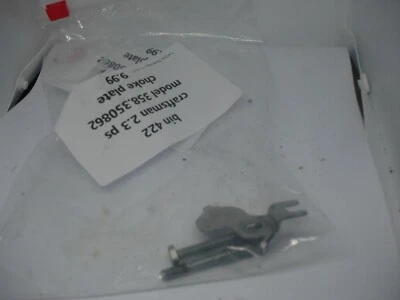 bin 422
craftsman 2.3 ps
model 358.350862
choke plate
9.99